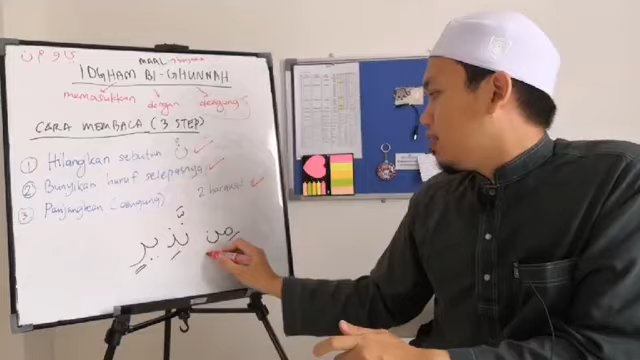 ي و م ن
MAAL
IDGHAM BI-GHUNNAH
memasukkan dengan dengung
CARA MEMBACA (3 STEP)
① Hilangkan sebutan ن
② Bunyikan huruf selepasnya
③ Panjangkan (dengung) 2 harakat
مِن نَّذِيرٍ